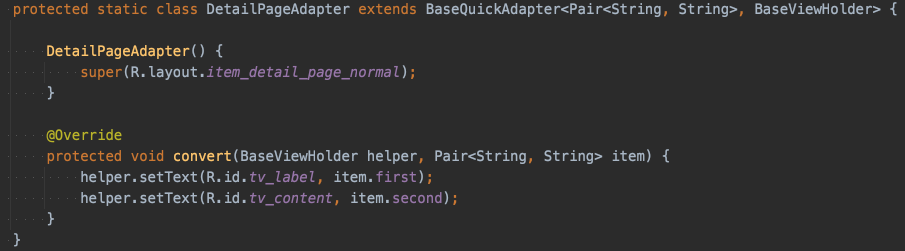 protected static class DetailPageAdapter extends BaseQuickAdapter<Pair<String, String>, BaseViewHolder> {
DetailPageAdapter() {
super(R.layout.item_detail_page_normal);
}
@Override
protected void convert(BaseViewHolder helper, Pair<String, String> item) {
helper.setText(R.id.tv_label, item.first);
helper.setText(R.id.tv_content, item.second);
}
}